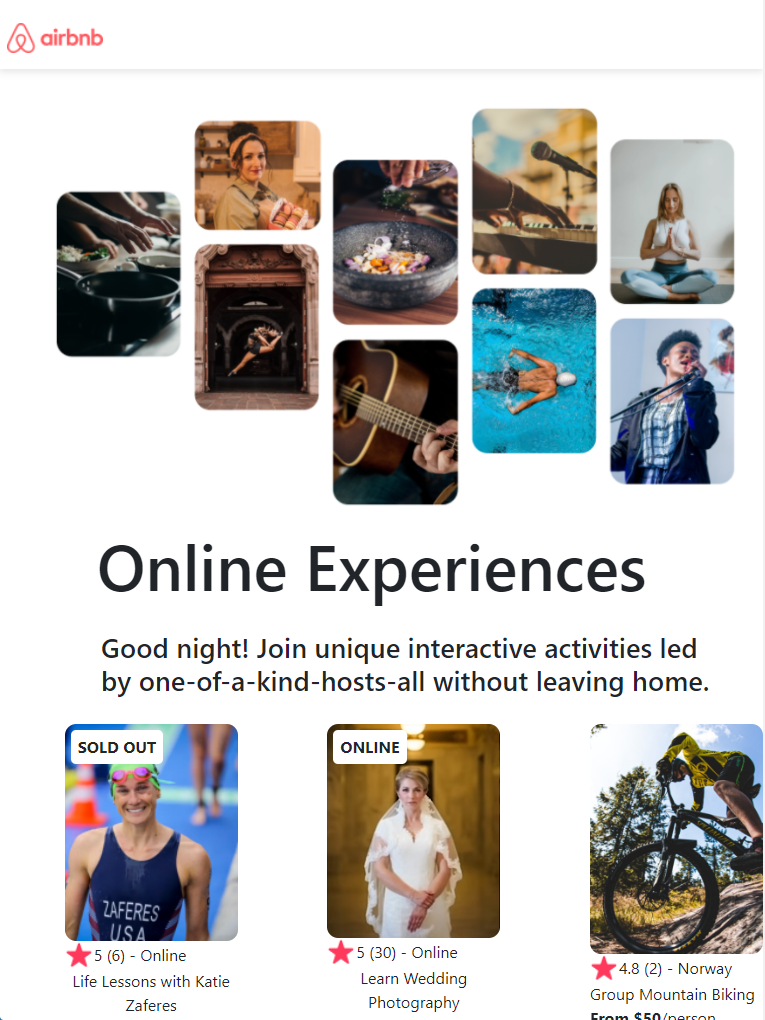 airbnb
Online Experiences
Good night! Join unique interactive activities led
by one-of-a-kind-hosts-all without leaving home.
SOLD OUT
ZAFERES
USA
5 (6) - Online
Life Lessons with Katie
Zaferes
ONLINE
5 (30) - Online
Learn Wedding
Photography
4.8 (2) - Norway
Group Mountain Biking
From $50/person